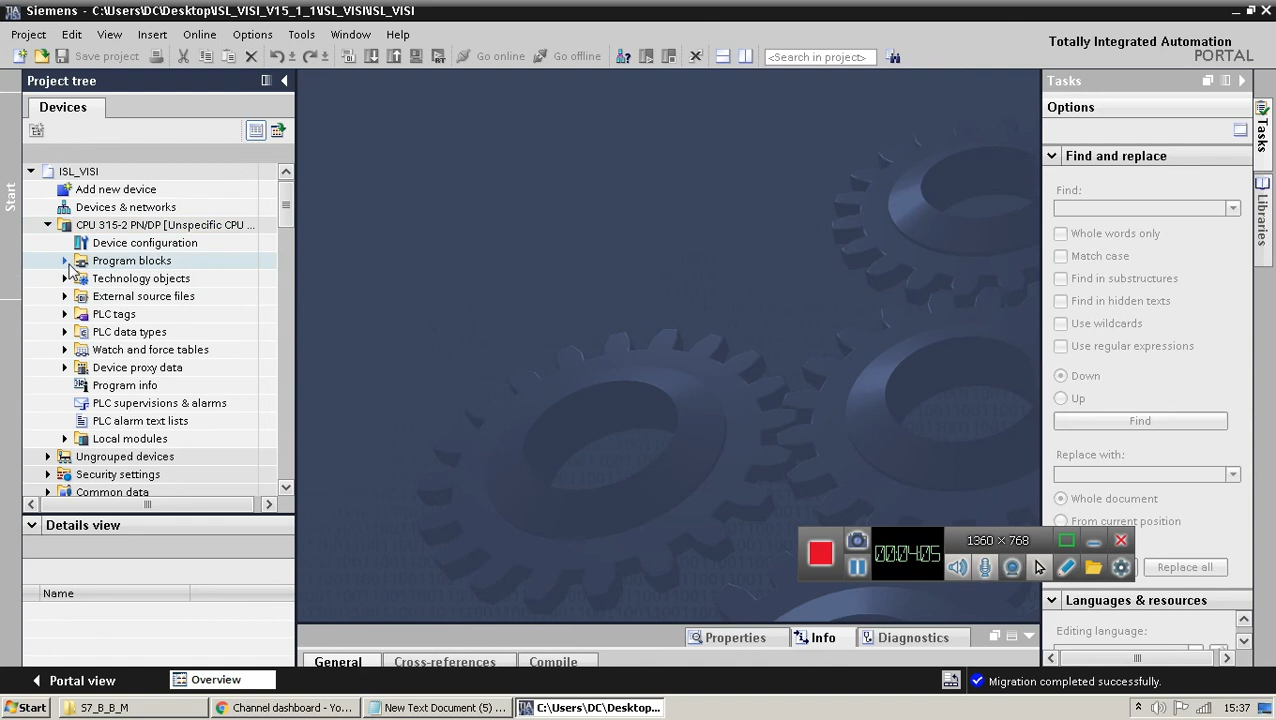 Siemens - C:\Users\DC\Desktop\ISL_VISI_V15_1_1\ISL_VISI\ISL_VISI
Project Edit View Insert Online Options Tools Window Help
Totally Integrated Automation
PORTAL
Save project
Go online
Go offline
<Search in project>
Project tree
Devices
Start
ISL_VISI
Add new device
Devices & networks
CPU 315-2 PN/DP [Unspecific CPU ...
Device configuration
Program blocks
Technology objects
External source files
PLC tags
PLC data types
Watch and force tables
Device proxy data
Program info
PLC supervisions & alarms
PLC alarm text lists
Local modules
Ungrouped devices
Security settings
Common data
Details view
Name
Tasks
Options
Find and replace
Find:
Whole words only
Match case
Find in substructures
Find in hidden texts
Use wildcards
Use regular expressions
Down
Up
Find
Replace with:
Whole document
From current position
Replace all
Languages & resources
Editing language:
Tasks
Libraries
1360 × 768
00:04:05
Properties
Info
Diagnostics
General
Cross-references
Compile
Portal view
Overview
Migration completed successfully.
Start
S7_B_B_M
Channel dashboard - Yo...
New Text Document (5) ...
C:\Users\DC\Desktop...
15:37